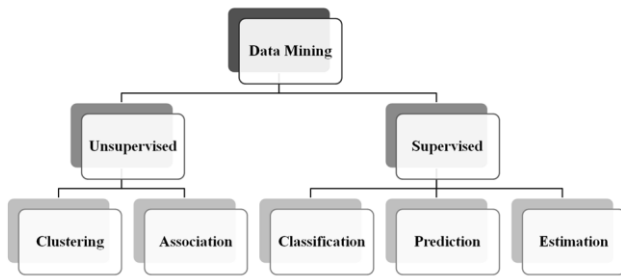 Data Mining
Unsupervised
Supervised
Clustering
Association
Classification
Prediction
Estimation